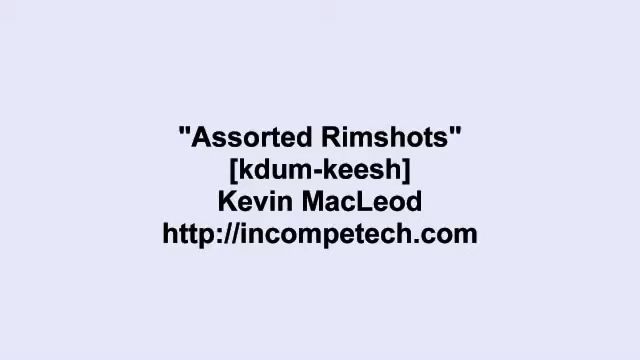 "Assorted Rimshots"
[kdum-keesh]
Kevin MacLeod
http://incompetech.com